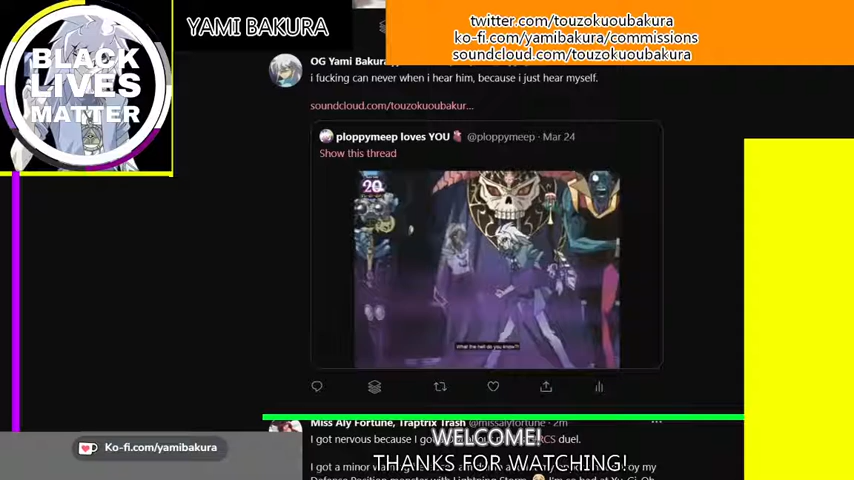 YAMI BAKURA
twitter.com/touzokuoubakura
ko-fi.com/yamibakura/commissions
soundcloud.com/touzokuoubakura
BLACK
LIVES
MATTER
OG Yami Bakura
i fucking can never when i hear him, because i just hear myself.
soundcloud.com/touzokuoubakur...
ploppymeep loves YOU @ploppymeep · Mar 24
Show this thread
20
What the hell do you know?!
Miss Aly Fortune, Traptrix Trash @missalyfortune · 2m
I got nervous because I go RCS duel.
WELCOME!
Ko-fi.com/yamibakura
THANKS FOR WATCHING!
I got a minor oy my
Defense Position monster with Lightning Storm. I'm so bad at Yu-Gi-Oh